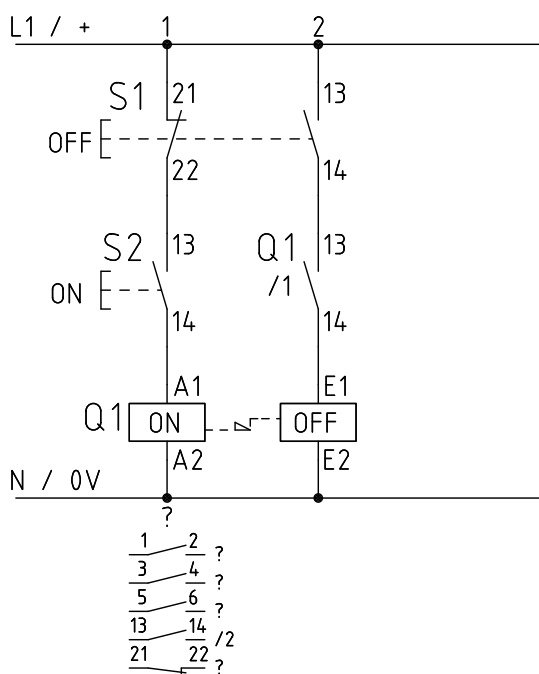 L1 / +
1
2
S1
21
13
OFF
22
14
S2
13
Q1
13
/1
ON
14
14
A1
E1
Q1
ON
OFF
A2
E2
N / 0V
?
1 2 ?
3 4 ?
5 6 ?
13 14 /2
21 22 ?